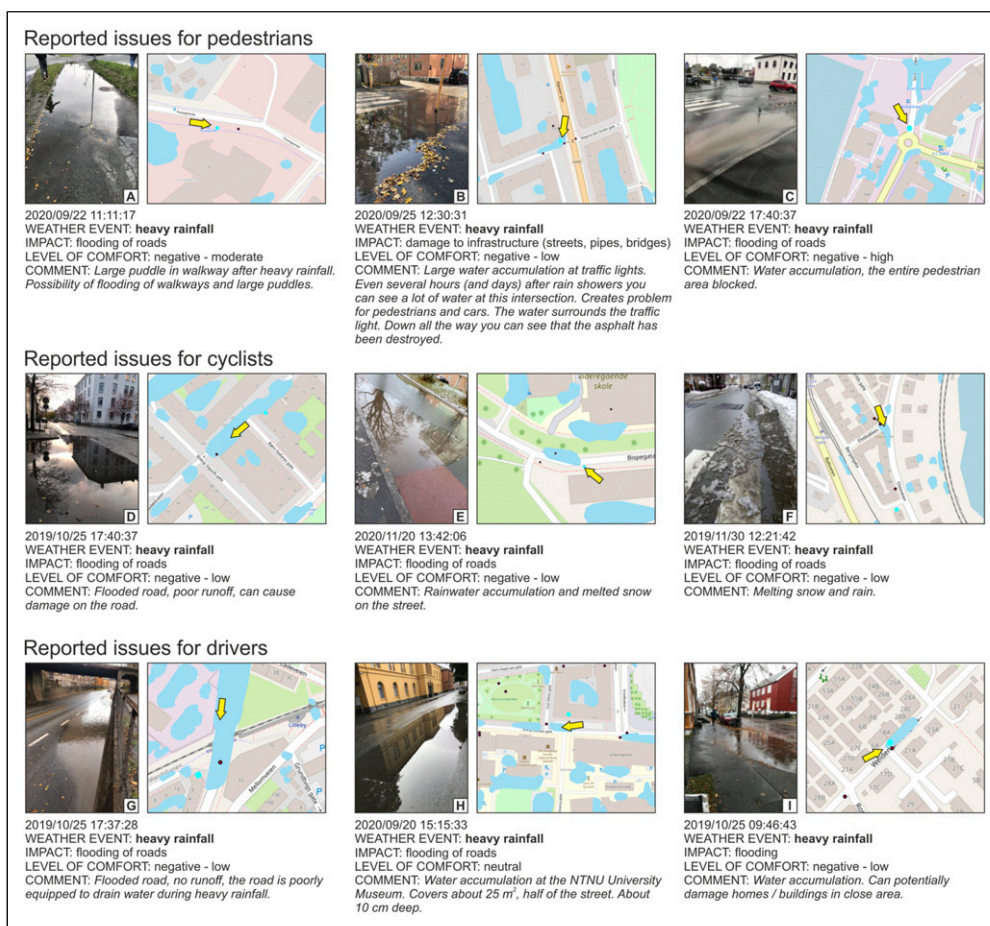 Reported issues for pedestrians
A
B
C
2020/09/22 11:11:17
WEATHER EVENT: heavy rainfall
IMPACT: flooding of roads
LEVEL OF COMFORT: negative - moderate
COMMENT: Large puddle in walkway after heavy rainfall.
Possibility of flooding of walkways and large puddles.
2020/09/25 12:30:31
WEATHER EVENT: heavy rainfall
IMPACT: damage to infrastructure (streets, pipes, bridges)
LEVEL OF COMFORT: negative - low
COMMENT: Large water accumulation at traffic lights.
Even several hours (and days) after rain showers you
can see a lot of water at this intersection. Creates problem
for pedestrians and cars. The water surrounds the traffic
light. Down all the way you can see that the asphalt has
been destroyed.
2020/09/22 17:40:37
WEATHER EVENT: heavy rainfall
IMPACT: flooding of roads
LEVEL OF COMFORT: negative - high
COMMENT: Water accumulation, the entire pedestrian
area blocked.
Reported issues for cyclists
D
Videregående
skole
Bispegata
E
F
2019/10/25 17:40:37
WEATHER EVENT: heavy rainfall
IMPACT: flooding of roads
LEVEL OF COMFORT: negative - low
COMMENT: Flooded road, poor runoff, can cause
damage on the road.
2020/11/20 13:42:06
WEATHER EVENT: heavy rainfall
IMPACT: flooding of roads
LEVEL OF COMFORT: negative - low
COMMENT: Rainwater accumulation and melted snow
on the street.
2019/11/30 12:21:42
WEATHER EVENT: heavy rainfall
IMPACT: flooding of roads
LEVEL OF COMFORT: negative - low
COMMENT: Melting snow and rain.
Reported issues for drivers
G
Lilleby
H
I
2019/10/25 17:37:28
WEATHER EVENT: heavy rainfall
IMPACT: flooding of roads
LEVEL OF COMFORT: negative - low
COMMENT: Flooded road, no runoff, the road is poorly
equipped to drain water during heavy rainfall.
2020/09/20 15:15:33
WEATHER EVENT: heavy rainfall
IMPACT: flooding of roads
LEVEL OF COMFORT: neutral
COMMENT: Water accumulation at the NTNU University
Museum. Covers about 25 m², half of the street. About
10 cm deep.
2019/10/25 09:46:43
WEATHER EVENT: heavy rainfall
IMPACT: flooding
LEVEL OF COMFORT: negative - low
COMMENT: Water accumulation. Can potentially
damage homes / buildings in close area.